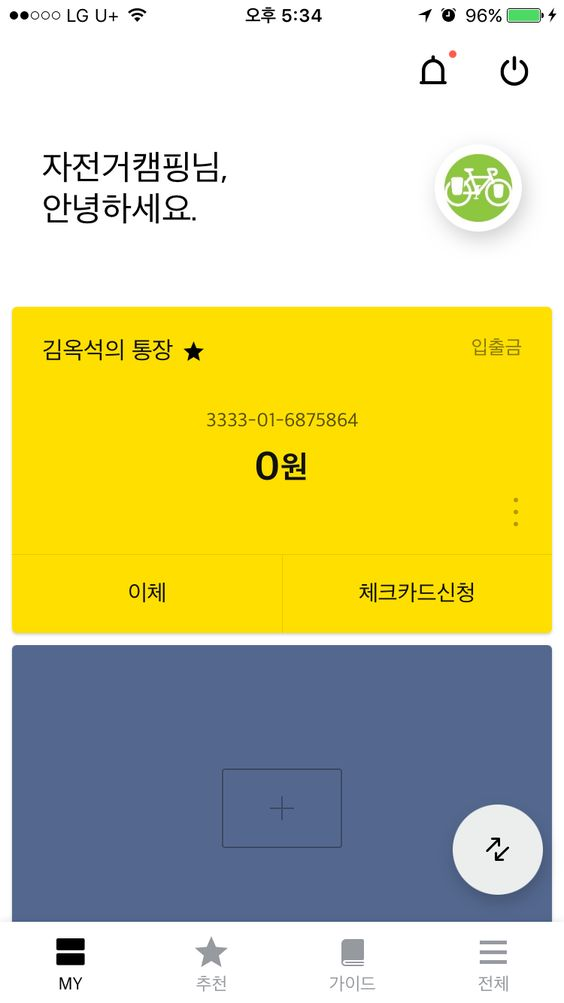 LG U+ 오후 5:34 96%
자전거캠핑님,
안녕하세요.
김옥석의 통장 입출금
3333-01-6875864
0원
이체 체크카드신청
MY 추천 가이드 전체